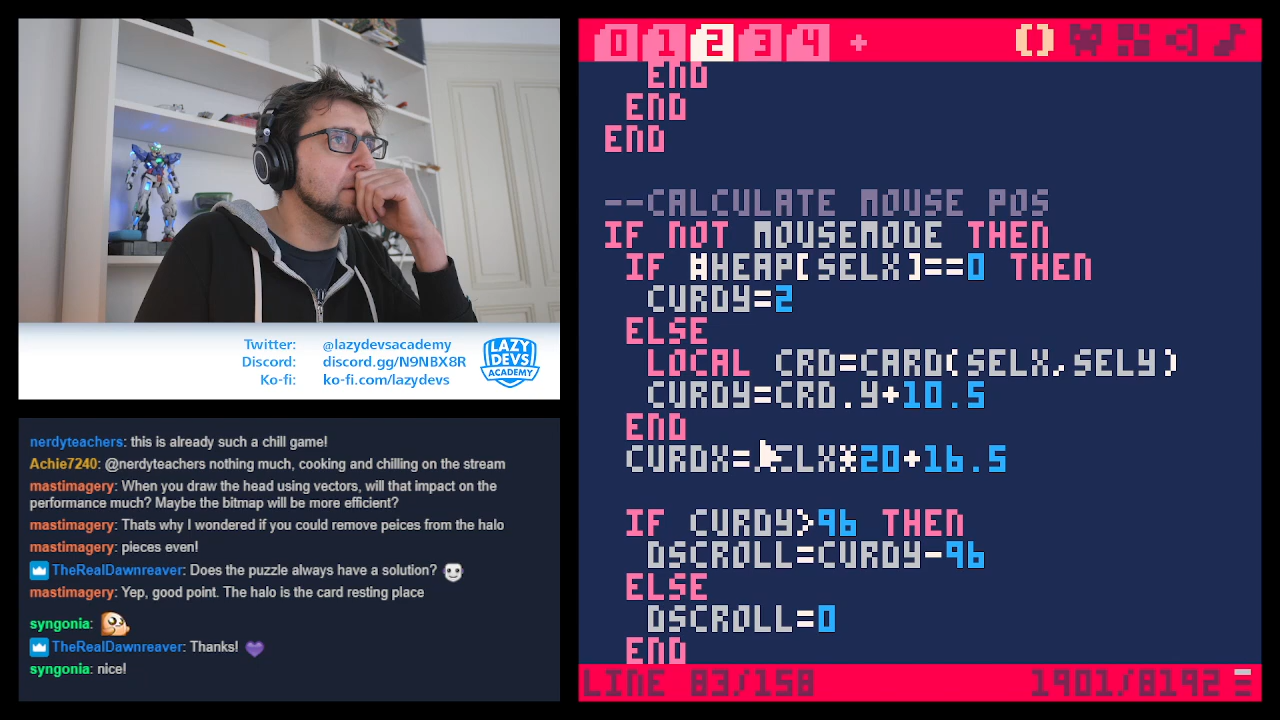 Twitter: @lazydevsacademy
Discord: discord.gg/N9NBX8R
Ko-fi: ko-fi.com/lazydevs
LAZY
DEVS
ACADEMY
nerdyteachers: this is already such a chill game!
Achie7240: @nerdyteachers nothing much, cooking and chilling on the stream
mastimagery: When you draw the head using vectors, will that impact on the
performance much? Maybe the bitmap will be more efficient?
mastimagery: Thats why I wondered if you could remove peices from the halo
mastimagery: pieces even!
TheRealDawnreaver: Does the puzzle always have a solution?
mastimagery: Yep, good point. The halo is the card resting place
syngonia:
TheRealDawnreaver: Thanks!
syngonia: nice!
0 1 2 3 4 +
END
END
END
--CALCULATE MOUSE POS
IF NOT MOUSEMODE THEN
IF #HEAP[SELX]==0 THEN
CURDY=2
ELSE
LOCAL CRD=CARD(SELX,SELY)
CURDY=CRD.Y+10.5
END
CURDX=SELX*20+16.5
IF CURDY>96 THEN
DSCROLL=CURDY-96
ELSE
DSCROLL=0
END
LINE 83/158 1901/8192